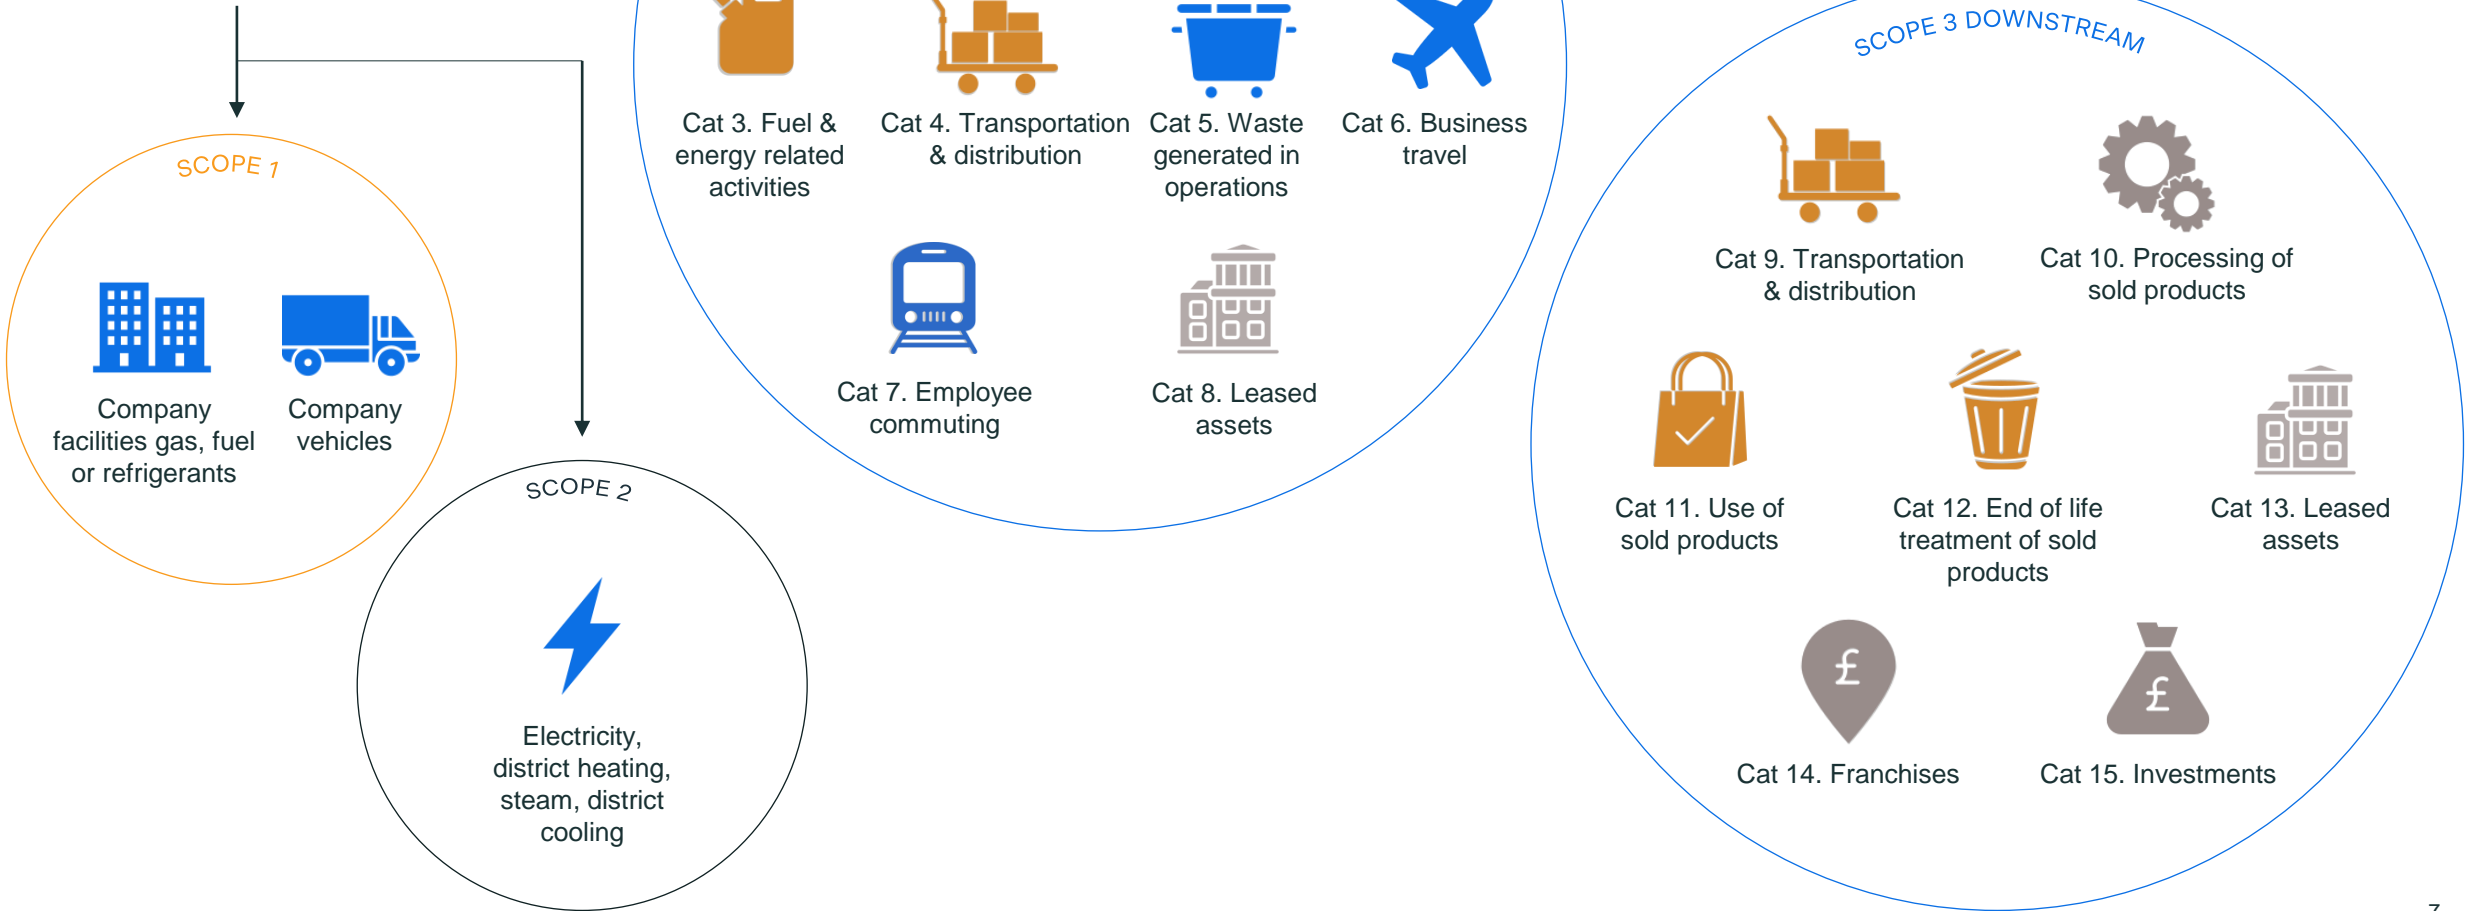 SCOPE 1
Company
facilities gas, fuel
or refrigerants
Company
vehicles
SCOPE 2
Electricity,
district heating,
steam, district
cooling
Cat 3. Fuel &
energy related
activities
Cat 4. Transportation
& distribution
Cat 5. Waste
generated in
operations
Cat 6. Business
travel
Cat 7. Employee
commuting
Cat 8. Leased
assets
SCOPE 3 DOWNSTREAM
Cat 9. Transportation
& distribution
Cat 10. Processing of
sold products
Cat 11. Use of
sold products
Cat 12. End of life
treatment of sold
products
Cat 13. Leased
assets
£
Cat 14. Franchises
£
Cat 15. Investments